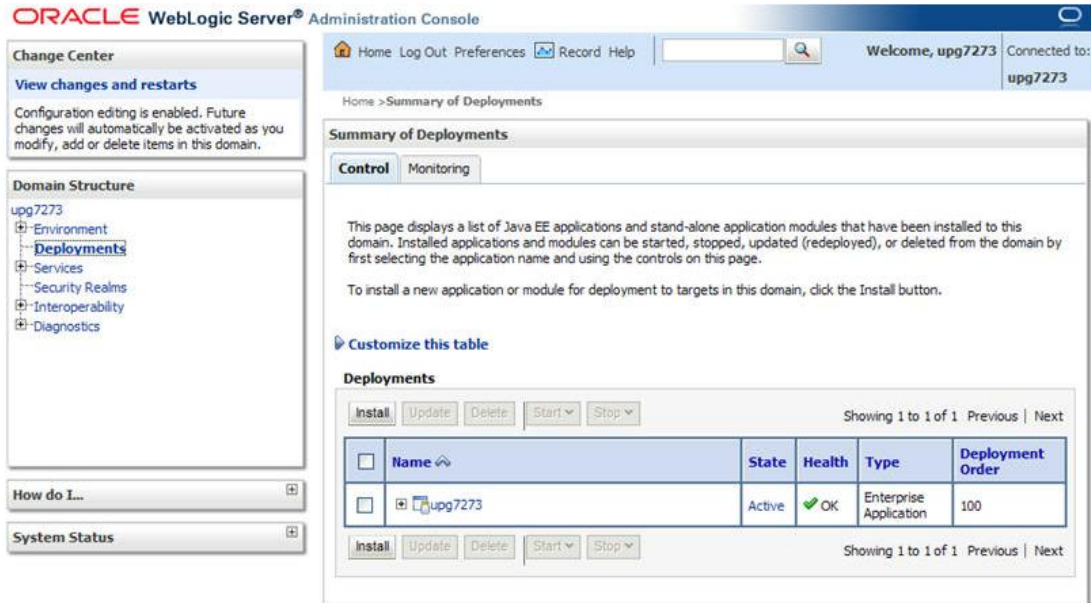 ORACLE WebLogic Server® Administration Console
Change Center
View changes and restarts
Configuration editing is enabled. Future
changes will automatically be activated as you
modify, add or delete items in this domain.
Domain Structure
upg7273
Environment
Deployments
Services
Security Realms
Interoperability
Diagnostics
How do I...
System Status
Home Log Out Preferences Record Help
Welcome, upg7273
Connected to:
upg7273
Home >Summary of Deployments
Summary of Deployments
Control Monitoring
This page displays a list of Java EE applications and stand-alone application modules that have been installed to this
domain. Installed applications and modules can be started, stopped, updated (redeployed), or deleted from the domain by
first selecting the application name and using the controls on this page.
To install a new application or module for deployment to targets in this domain, click the Install button.
Customize this table
Deployments
Install Update Delete Start Stop Showing 1 to 1 of 1 Previous | Next
Name State Health Type Deployment
Order
upg7273 Active OK Enterprise
Application 100
Install Update Delete Start Stop Showing 1 to 1 of 1 Previous | Next